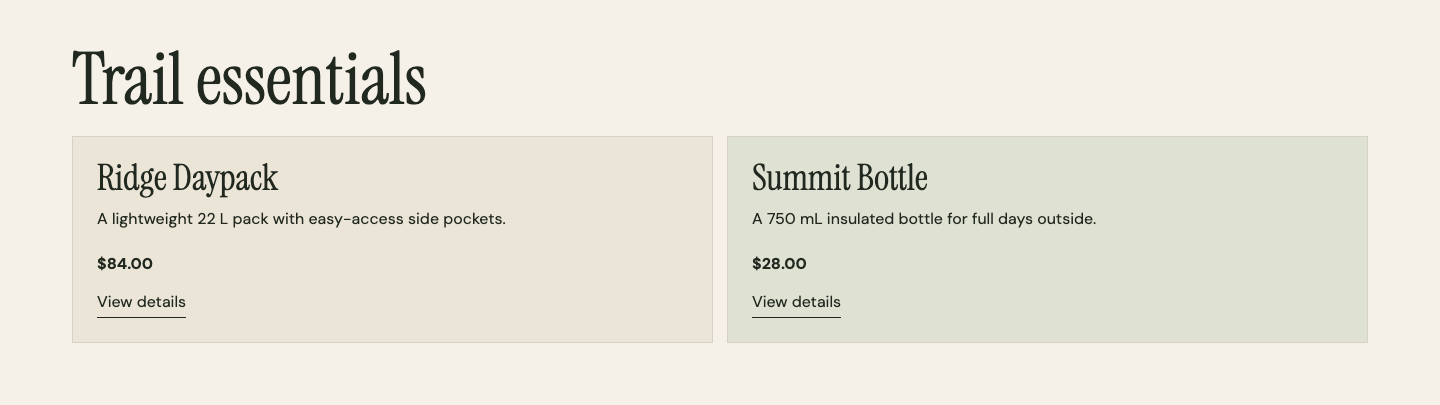 Trail essentials
Ridge Daypack
A lightweight 22 L pack with easy-access side pockets.
$84.00
View details
Summit Bottle
A 750 mL insulated bottle for full days outside.
$28.00
View details